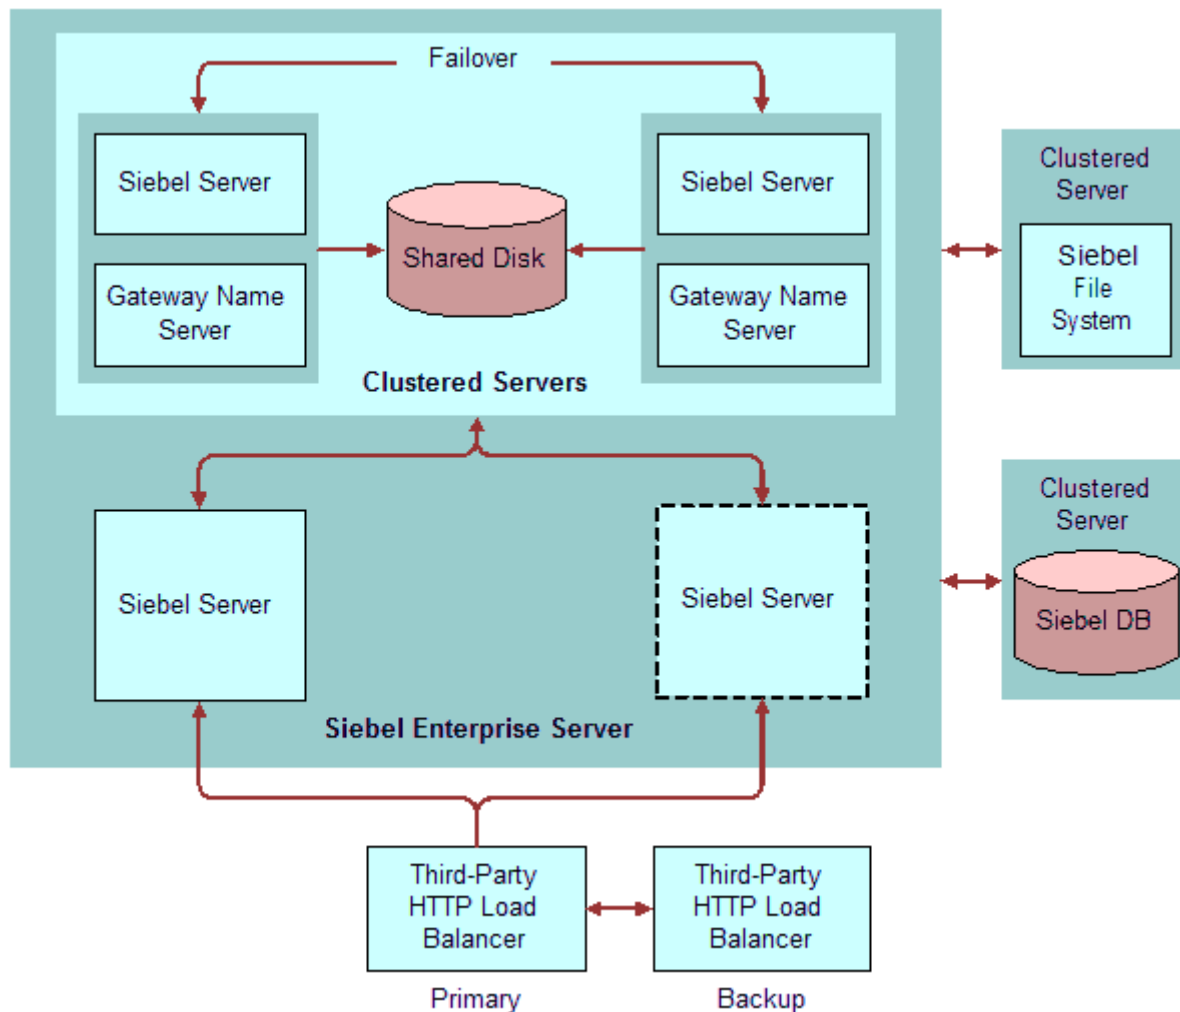 Failover
Siebel Server
Gateway Name
Server
Shared Disk
Siebel Server
Gateway Name
Server
Clustered Servers
Clustered
Server
Siebel
File
System
Siebel Server
Siebel Server
Siebel Enterprise Server
Clustered
Server
Siebel DB
Third-Party
HTTP Load
Balancer
Primary
Third-Party
HTTP Load
Balancer
Backup